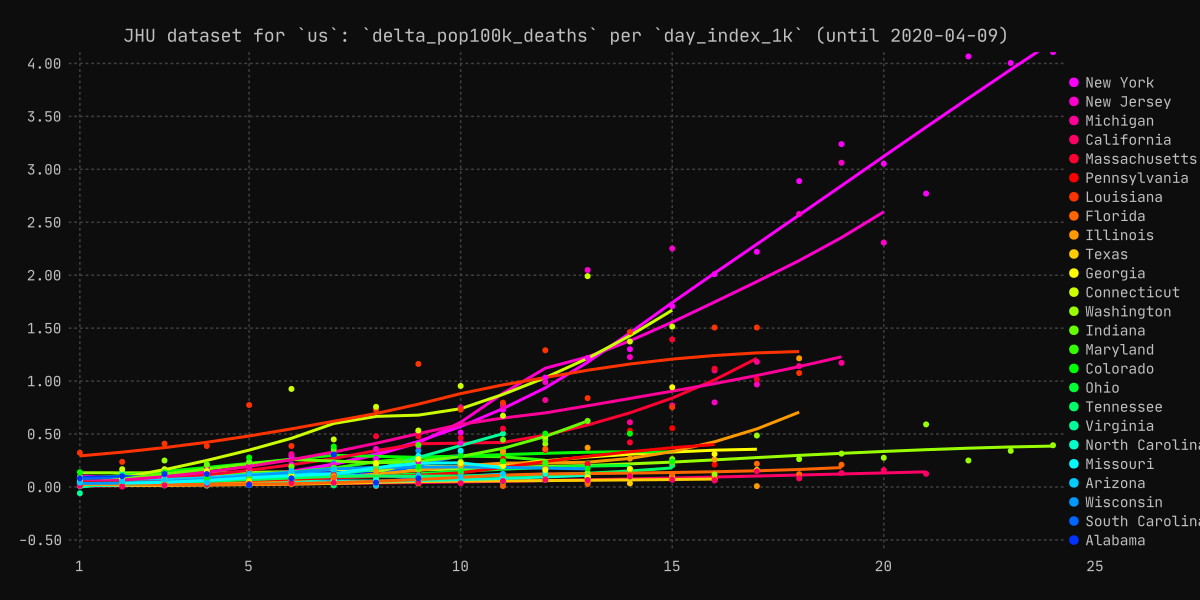 JHU dataset for `us`: `delta_pop100k_deaths` per `day_index_1k` (until 2020-04-09)
4.00
3.50
3.00
2.50
2.00
1.50
1.00
0.50
0.00
-0.50
1
5
10
15
20
25
New York
New Jersey
Michigan
California
Massachusetts
Pennsylvania
Louisiana
Florida
Illinois
Texas
Georgia
Connecticut
Washington
Indiana
Maryland
Colorado
Ohio
Tennessee
Virginia
North Carolina
Missouri
Arizona
Wisconsin
South Carolina
Alabama